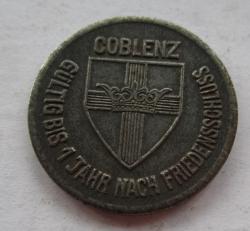 COBLENZ
GÜLTIG BIS 1 JAHR NACH FRIEDENSSCHLUSS